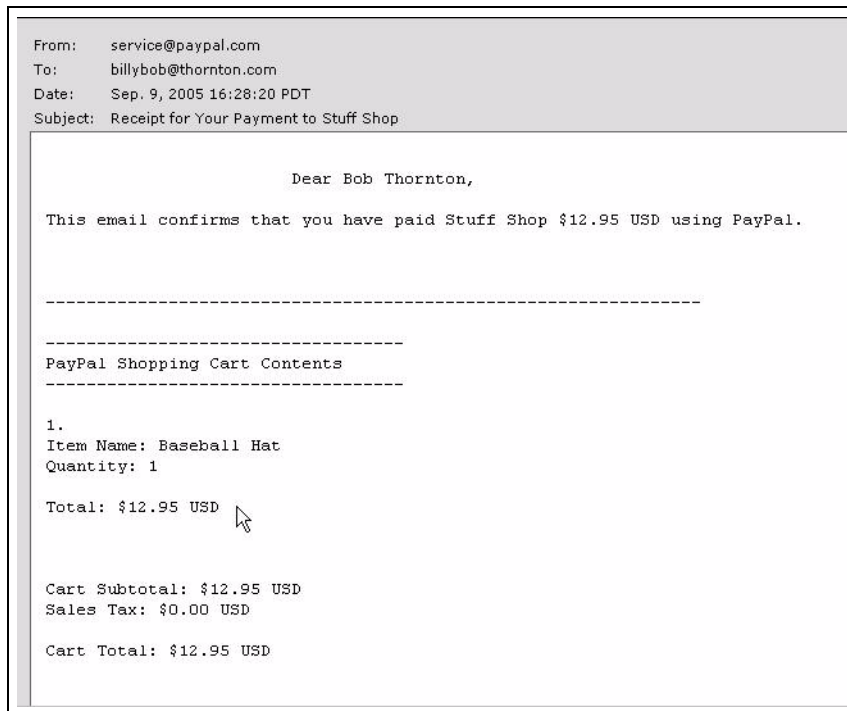 From: service@paypal.com
To: billybob@thornton.com
Date: Sep. 9, 2005 16:28:20 PDT
Subject: Receipt for Your Payment to Stuff Shop
Dear Bob Thornton,
This email confirms that you have paid Stuff Shop $12.95 USD using PayPal.
----------------------------------------------------------------
-----------------------------------
PayPal Shopping Cart Contents
-----------------------------------
1.
Item Name: Baseball Hat
Quantity: 1
Total: $12.95 USD
Cart Subtotal: $12.95 USD
Sales Tax: $0.00 USD
Cart Total: $12.95 USD